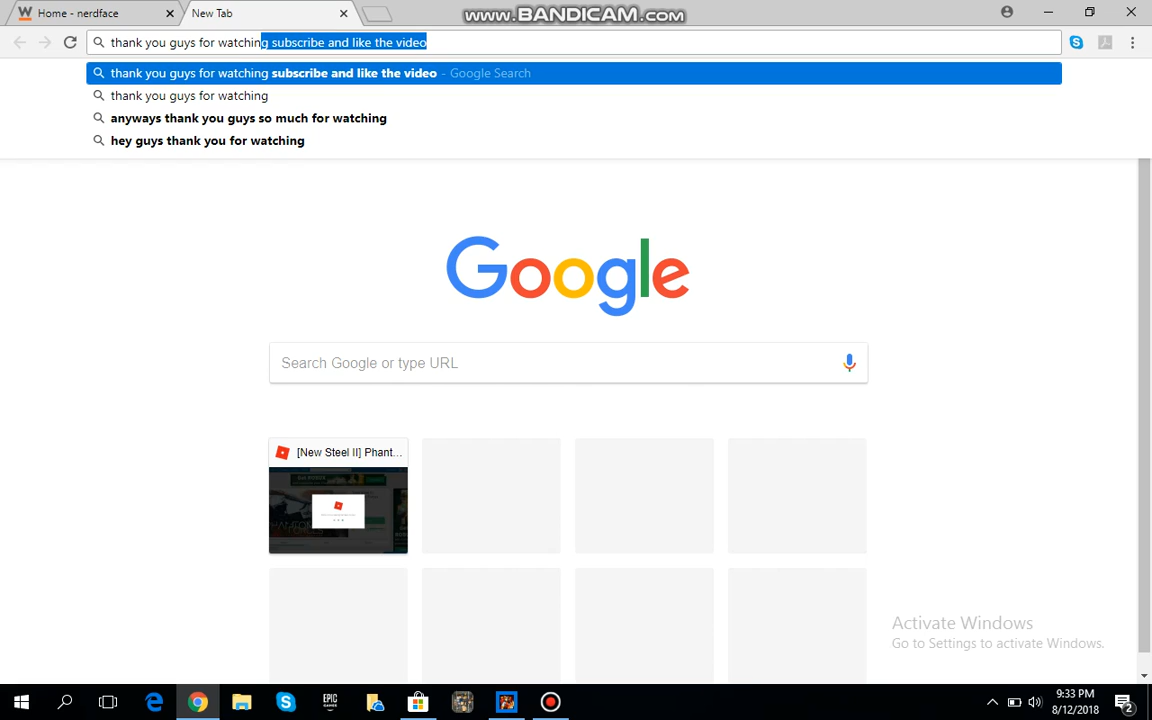 Home - nerdface
New Tab
www.BANDICAM.com
thank you guys for watching subscribe and like the video
thank you guys for watching subscribe and like the video - Google Search
thank you guys for watching
anyways thank you guys so much for watching
hey guys thank you for watching
Google
Search Google or type URL
[New Steel II] Phant...
Activate Windows
Go to Settings to activate Windows.
EPIC
GAMES
9:33 PM
8/12/2018
2